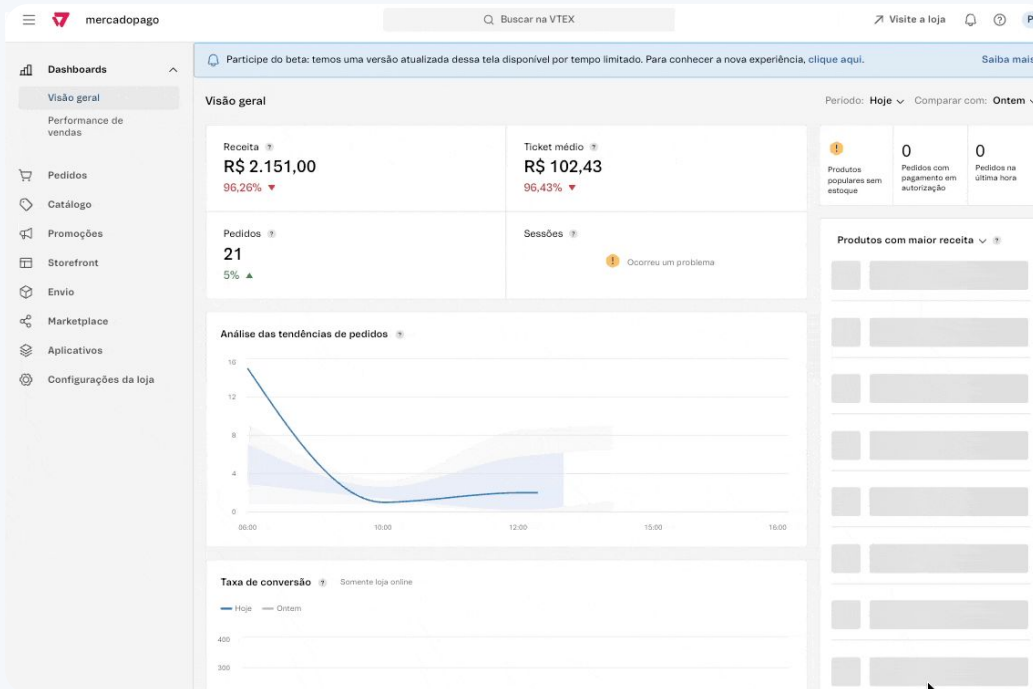 mercadopago
Buscar na VTEX
Visite a loja
Participe do beta: temos uma versão atualizada dessa tela disponível por tempo limitado. Para conhecer a nova experiência, clique aqui.
Saiba mais
Dashboards
Visão geral
Performance de
vendas
Pedidos
Catálogo
Promoções
Storefront
Envio
Marketplace
Aplicativos
Configurações da loja
Visão geral
Período: Hoje
Comparar com: Ontem
Receita ?
R$ 2.151,00
96,26%
Ticket médio ?
R$ 102,43
96,43%
Pedidos ?
21
5%
Sessões ?
Ocorreu um problema
Produtos
populares sem
estoque
0
Pedidos com
pagamento em
autorização
0
Pedidos na
última hora
Produtos com maior receita ?
Análise das tendências de pedidos ?
16
12
8
4
0
06:00 10:00 12:00 15:00 16:00
Taxa de conversão ? Somente loja online
Hoje Ontem
400
300